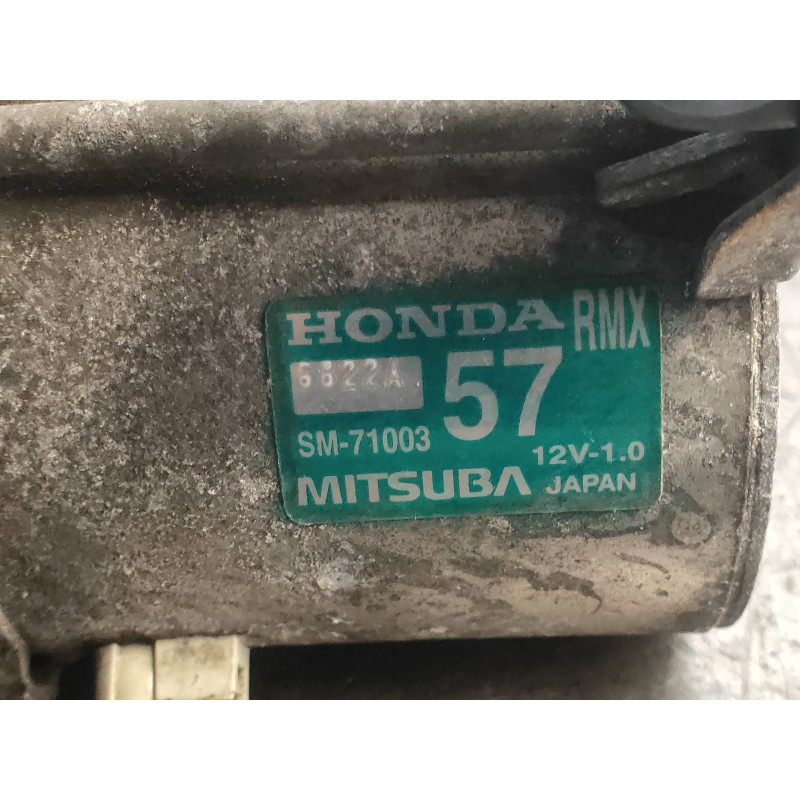 HONDA RMX
6822A 57
SM-71003 12V-1.0
MITSUBA JAPAN